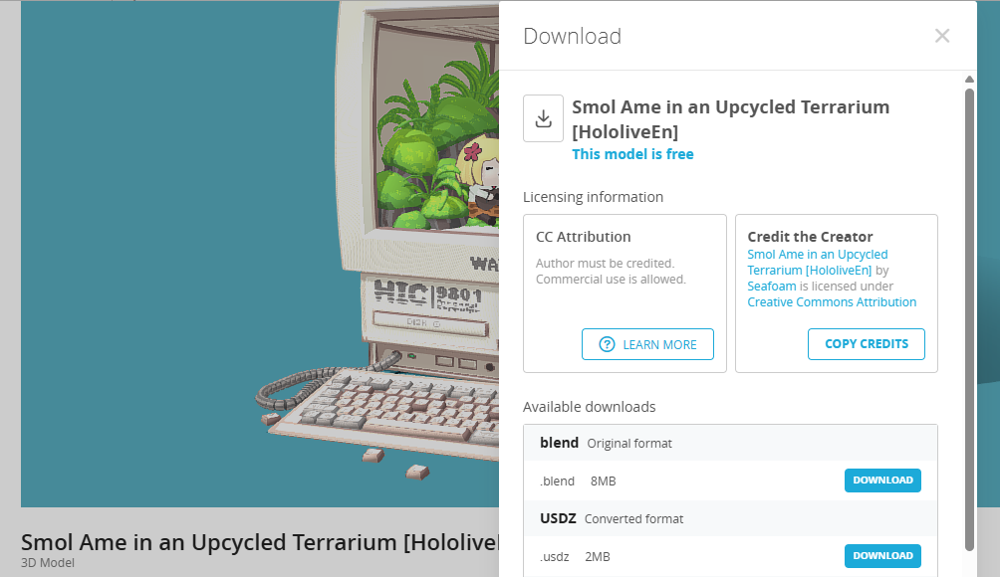 Download
Smol Ame in an Upcycled Terrarium
[HololiveEn]
This model is free
Licensing information
CC Attribution
Author must be credited.
Commercial use is allowed.
LEARN MORE
Credit the Creator
Smol Ame in an Upcycled
Terrarium [HololiveEn] by
Seafoam is licensed under
Creative Commons Attribution
COPY CREDITS
Available downloads
blend Original format
.blend 8MB DOWNLOAD
USDZ Converted format
.usdz 2MB DOWNLOAD
WA
HIC 9801
DISK
Smol Ame in an Upcycled Terrarium [Hololive
3D Model